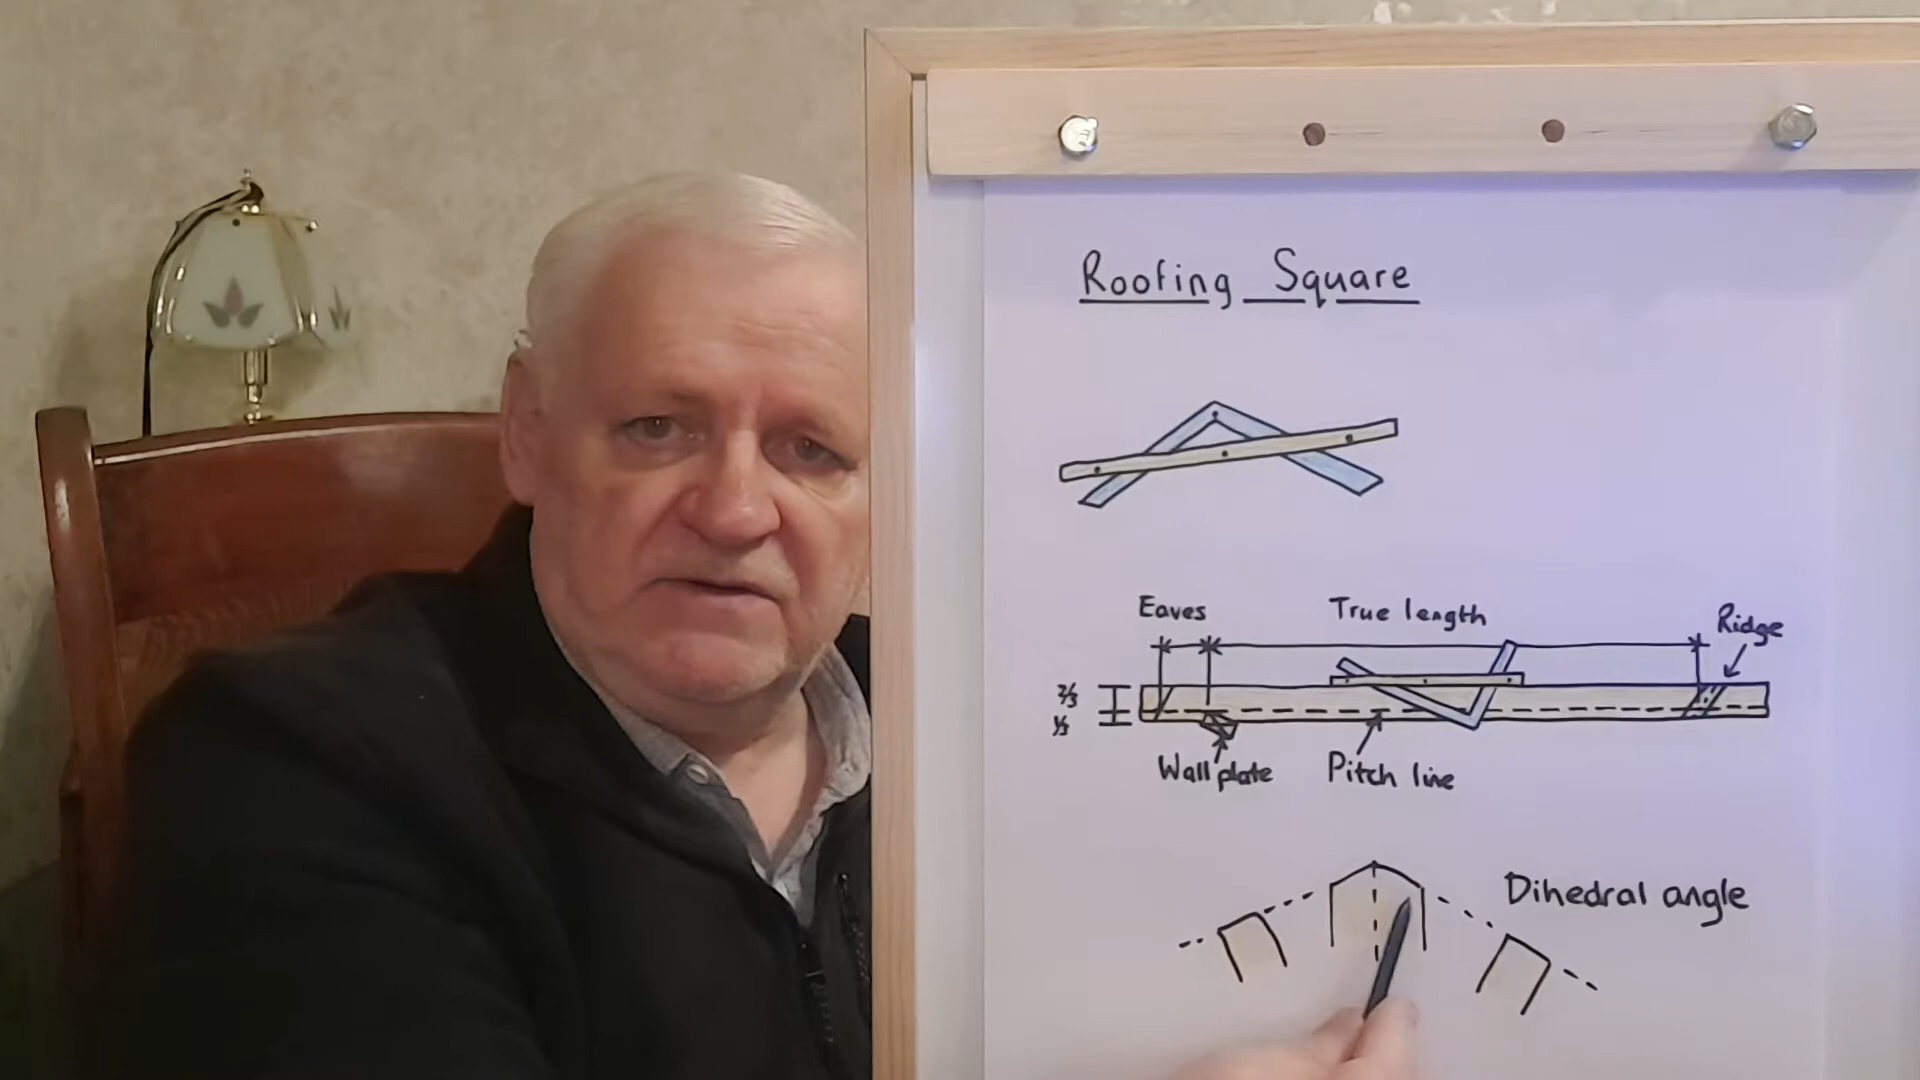 Roofing Square
Eaves
True length
Ridge
2/3
1/3
Wall plate
Pitch line
Dihedral angle